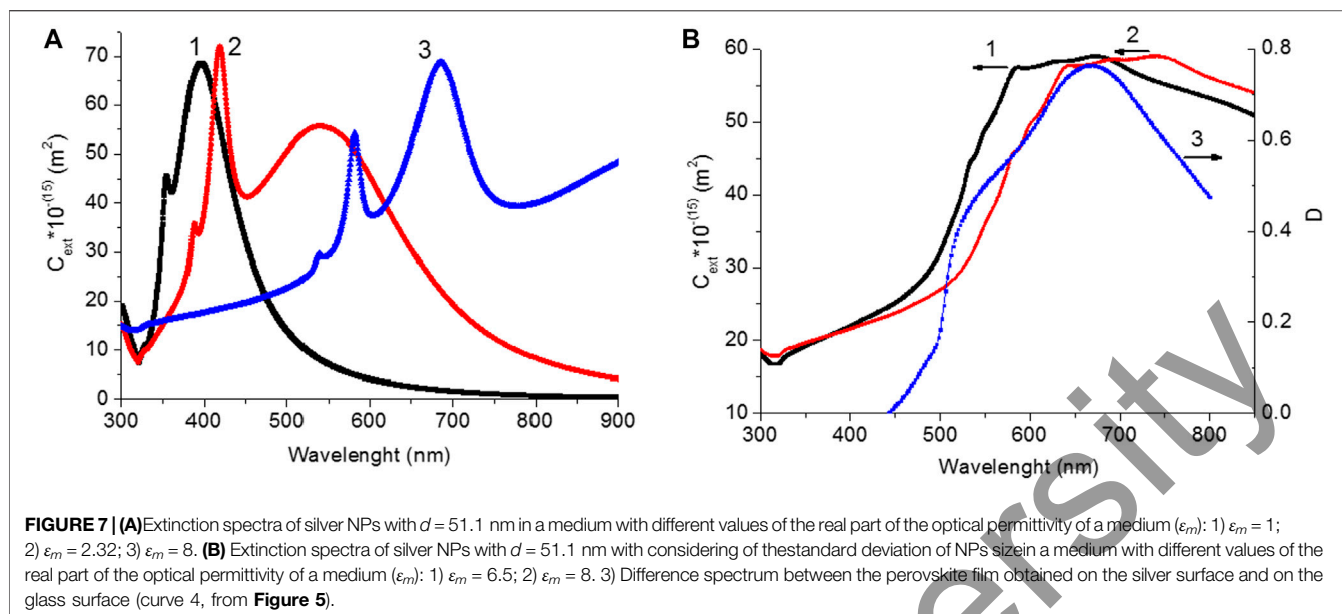 A
1
2
3
70
60
50
40
30
20
10
0
C_ext *10^-(15) (m^2)
300 400 500 600 700 800 900
Wavelenght (nm)
B
1
2
3
60
50
40
30
20
10
C_ext *10^-(15) (m^2)
0.8
0.6
0.4
0.2
0.0
D
300 400 500 600 700 800
Wavelenght (nm)
FIGURE 7 | (A)Extinction spectra of silver NPs with d = 51.1 nm in a medium with different values of the real part of the optical permittivity of a medium (εm): 1) εm = 1;
2) εm = 2.32; 3) εm = 8. (B) Extinction spectra of silver NPs with d = 51.1 nm with considering of thestandard deviation of NPs sizein a medium with different values of the
real part of the optical permittivity of a medium (εm): 1) εm = 6.5; 2) εm = 8. 3) Difference spectrum between the perovskite film obtained on the silver surface and on the
glass surface (curve 4, from Figure 5).